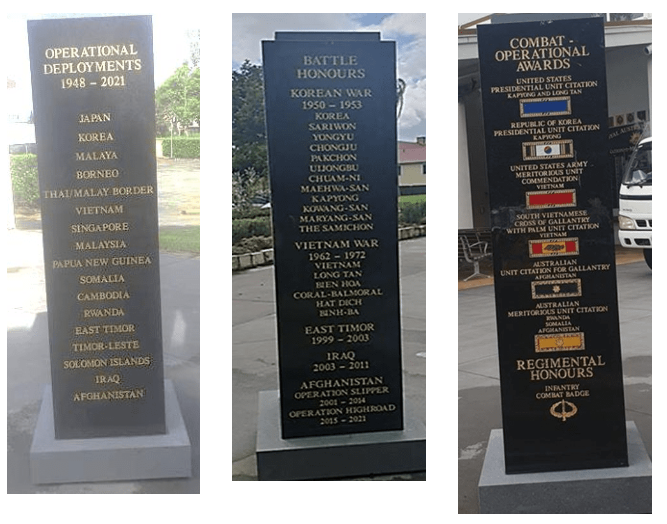 OPERATIONAL
DEPLOYMENTS
1948 - 2021
JAPAN
KOREA
MALAYA
BORNEO
THAI/MALAY BORDER
VIETNAM
SINGAPORE
MALAYSIA
PAPUA NEW GUINEA
SOMALIA
CAMBODIA
RWANDA
EAST TIMOR
TIMOR-LESTE
SOLOMON ISLANDS
IRAQ
AFGHANISTAN
BATTLE
HONOURS
KOREAN WAR
1950 - 1953
KOREA
SARIWON
YONGYU
CHONGJU
PAKCHON
UIJONGBU
CHUAM-NI
MAEHWA-SAN
KAPYONG
KOWANG-SAN
MARYANG-SAN
THE SAMICHON
VIETNAM WAR
1962 - 1972
VIETNAM
LONG TAN
BIEN HOA
CORAL-BALMORAL
HAT DICH
BINH-BA
EAST TIMOR
1999 - 2003
IRAQ
2003 - 2011
AFGHANISTAN
OPERATION SLIPPER
2001 - 2014
OPERATION HIGHROAD
2015 - 2021
COMBAT -
OPERATIONAL
AWARDS
UNITED STATES
PRESIDENTIAL UNIT CITATION
KAPYONG AND LONG TAN
REPUBLIC OF KOREA
PRESIDENTIAL UNIT CITATION
KAPYONG
UNITED STATES ARMY
MERITORIOUS UNIT
COMMENDATION
VIETNAM
SOUTH VIETNAMESE
CROSS OF GALLANTRY
WITH PALM UNIT CITATION
VIETNAM
AUSTRALIAN
UNIT CITATION FOR GALLANTRY
AFGHANISTAN
AUSTRALIAN
MERITORIOUS UNIT CITATION
RWANDA
SOMALIA
AFGHANISTAN
REGIMENTAL
HONOURS
INFANTRY
COMBAT BADGE